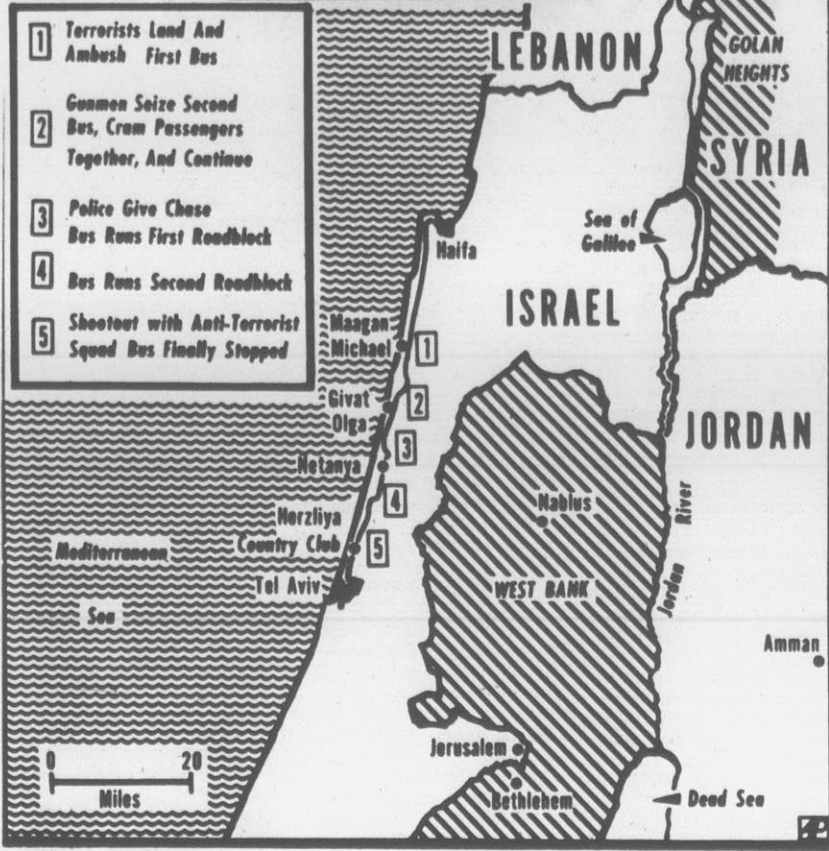 1 Terrorists Land And
Ambush First Bus
2 Gunmen Seize Second
Bus, Cram Passengers
Together, And Continue
3 Police Give Chase
Bus Runs First Roadblock
4 Bus Runs Second Roadblock
5 Shootout with Anti-Terrorist
Squad Bus Finally Stopped
LEBANON
GOLAN
HEIGHTS
SYRIA
Haifa
Sea of
Galilee
ISRAEL
Maagan
Michael
1
Givat
Olga
2
JORDAN
3
Netanya
4
Nablus
Jordan River
Herzliya
Country Club
5
Mediterranean
Sea
Tel Aviv
WEST BANK
Amman
Jerusalem
Bethlehem
Dead Sea
0 20
Miles